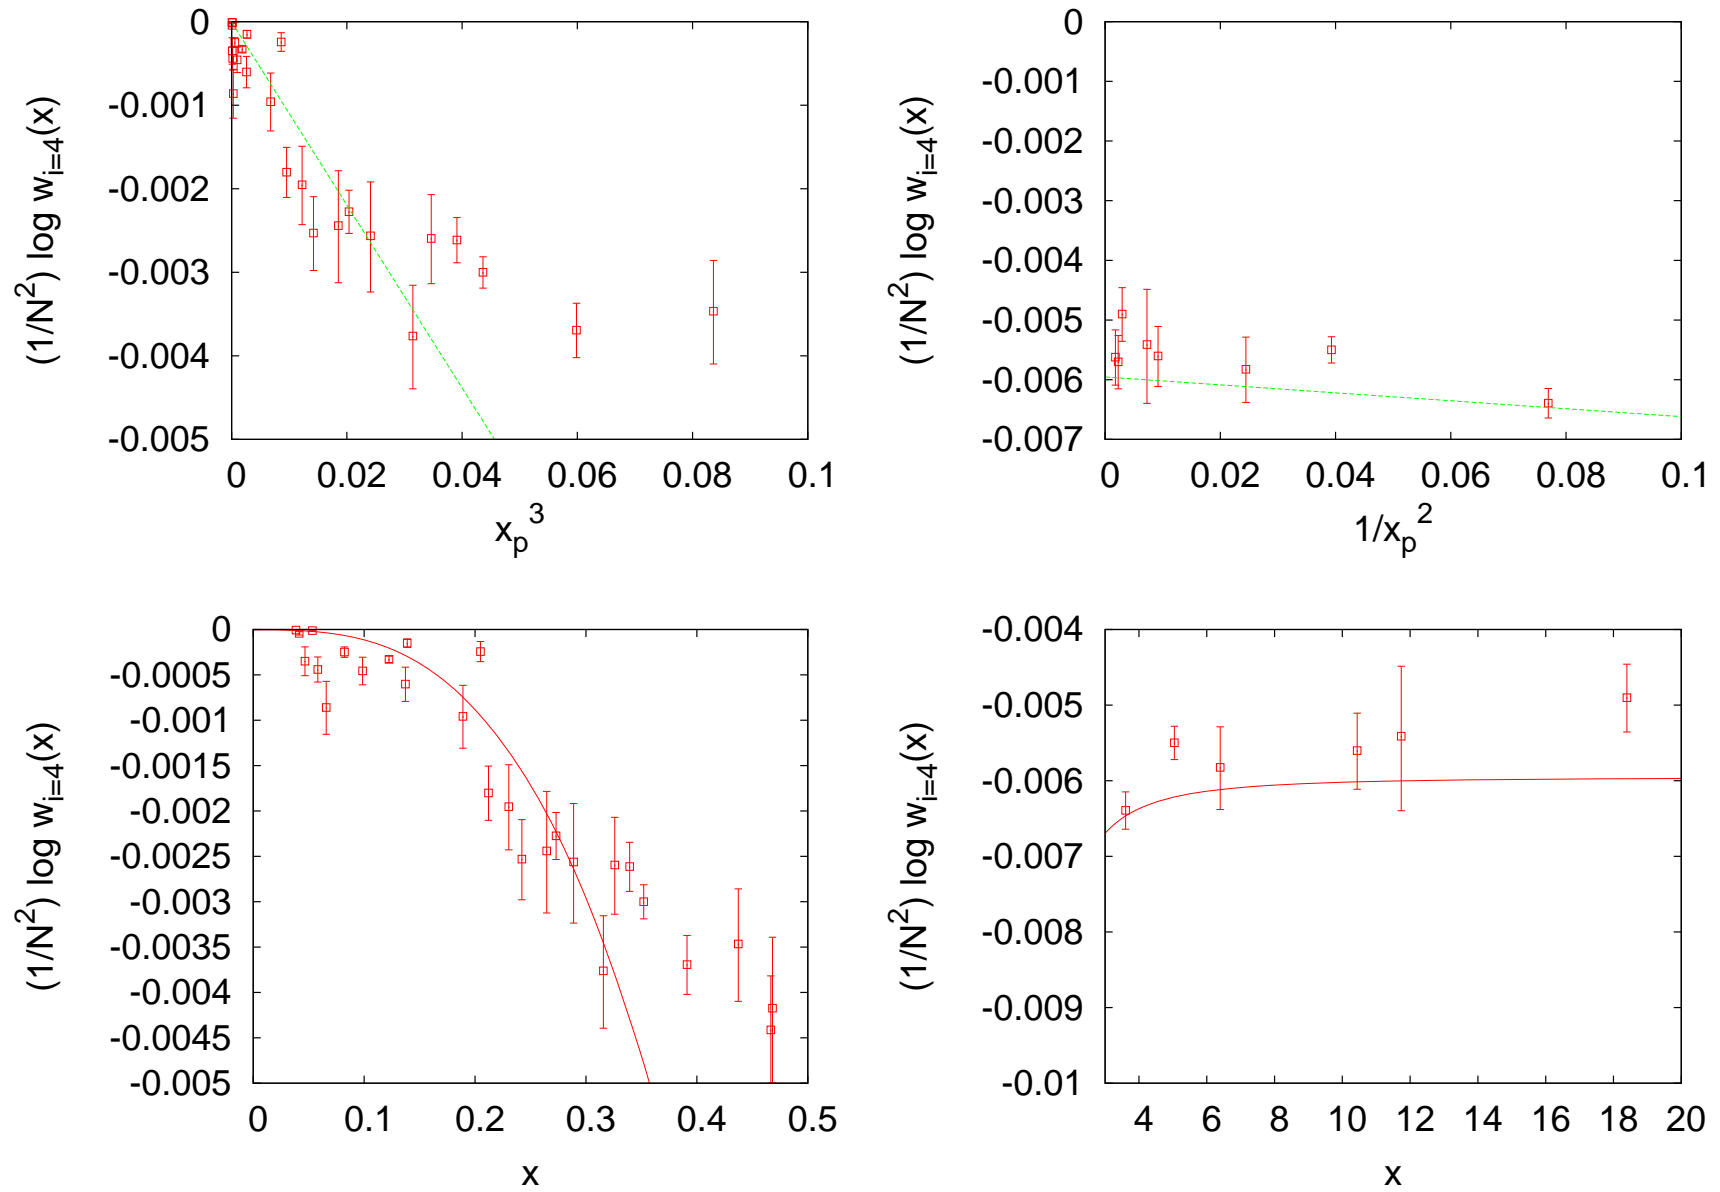 (1/N^2) log w_{i=4}(x)
0
-0.001
-0.002
-0.003
-0.004
-0.005
0 0.02 0.04 0.06 0.08 0.1
x_p^3
(1/N^2) log w_{i=4}(x)
0
-0.001
-0.002
-0.003
-0.004
-0.005
-0.006
-0.007
0 0.02 0.04 0.06 0.08 0.1
1/x_p^2
(1/N^2) log w_{i=4}(x)
0
-0.0005
-0.001
-0.0015
-0.002
-0.0025
-0.003
-0.0035
-0.004
-0.0045
-0.005
0 0.1 0.2 0.3 0.4 0.5
x
(1/N^2) log w_{i=4}(x)
-0.004
-0.005
-0.006
-0.007
-0.008
-0.009
-0.01
4 6 8 10 12 14 16 18 20
x